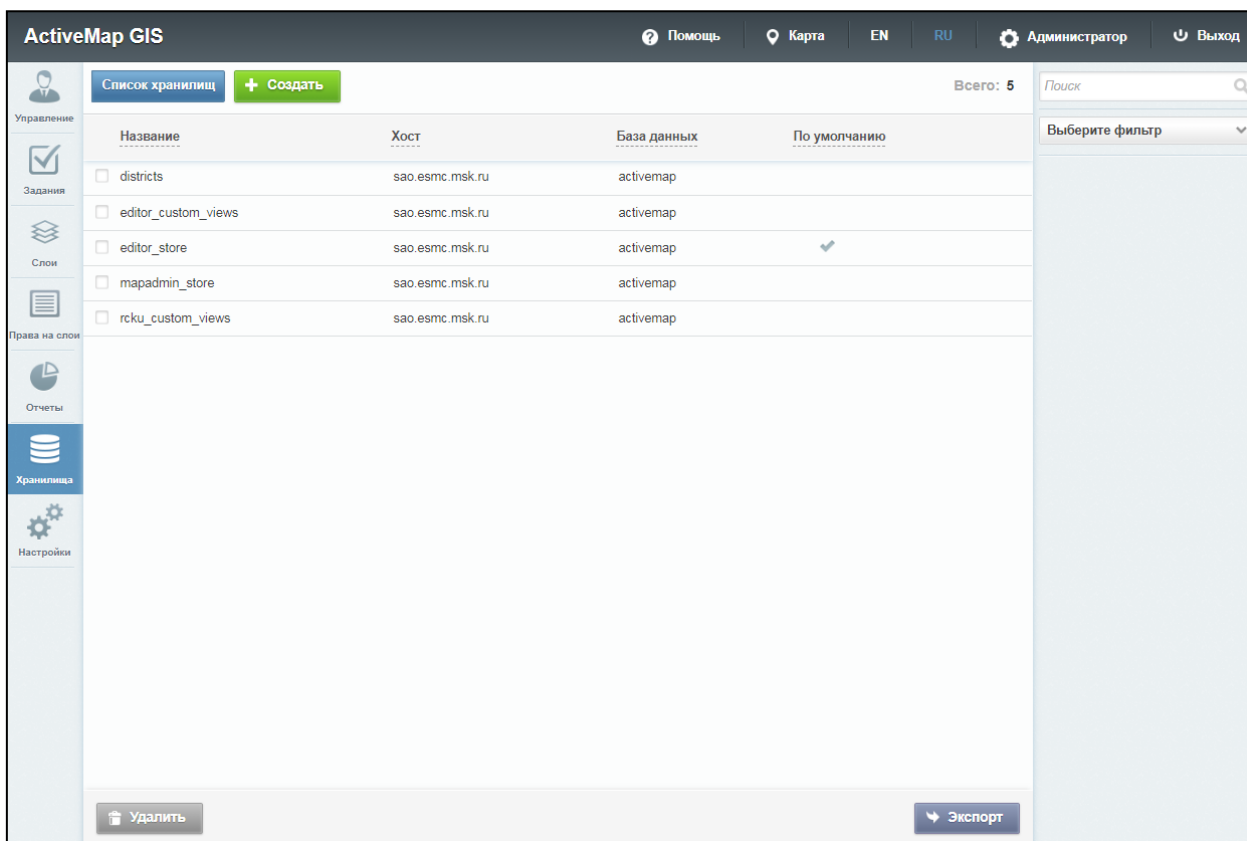 ActiveMap GIS Помощь Карта EN RU Администратор Выход
Управление
Задания
Слои
Права на слои
Отчеты
Хранилища
Настройки
Список хранилищ Создать Всего: 5
Название Хост База данных По умолчанию
districts sao.esmc.msk.ru activemap
editor_custom_views sao.esmc.msk.ru activemap
editor_store sao.esmc.msk.ru activemap
mapadmin_store sao.esmc.msk.ru activemap
rcku_custom_views sao.esmc.msk.ru activemap
Удалить Экспорт
Поиск
Выберите фильтр